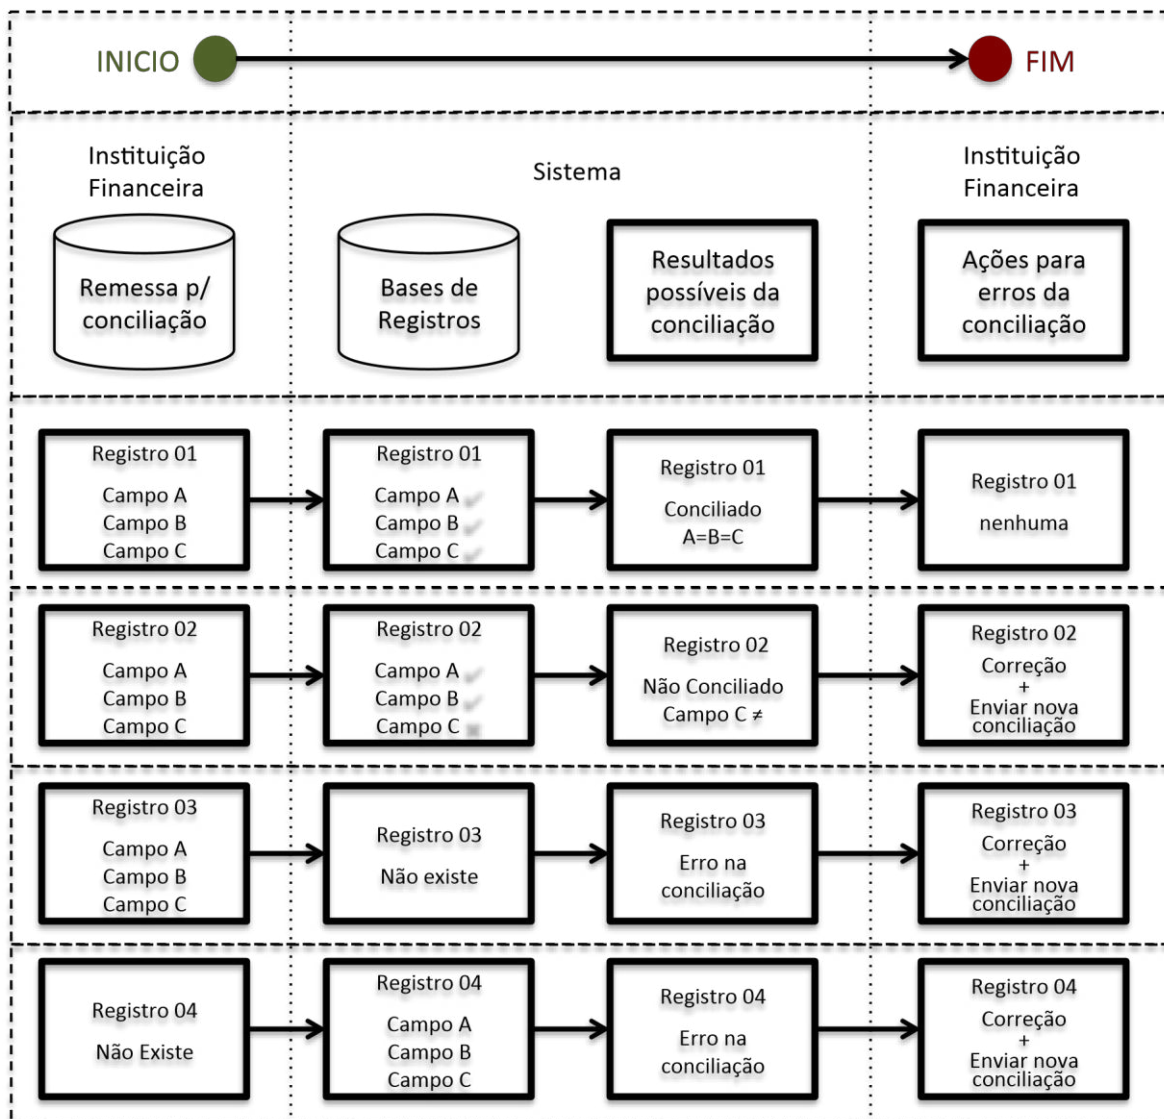 INICIO
FIM
Instituição
Financeira
Sistema
Instituição
Financeira
Remessa p/
conciliação
Bases de
Registros
Resultados
possíveis da
conciliação
Ações para
erros da
conciliação
Registro 01
Campo A
Campo B
Campo C
Registro 01
Campo A ✓
Campo B ✓
Campo C ✓
Registro 01
Conciliado
A=B=C
Registro 01
nenhuma
Registro 02
Campo A
Campo B
Campo C
Registro 02
Campo A ✓
Campo B ✓
Campo C ✖
Registro 02
Não Conciliado
Campo C ≠
Registro 02
Correção
+
Enviar nova
conciliação
Registro 03
Campo A
Campo B
Campo C
Registro 03
Não existe
Registro 03
Erro na
conciliação
Registro 03
Correção
+
Enviar nova
conciliação
Registro 04
Não Existe
Registro 04
Campo A
Campo B
Campo C
Registro 04
Erro na
conciliação
Registro 04
Correção
+
Enviar nova
conciliação